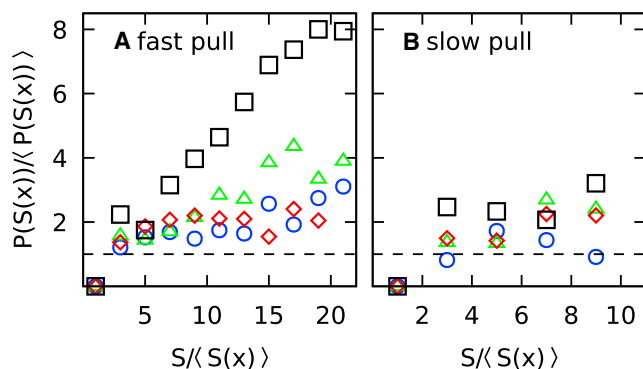 P(S(x))/⟨P(S(x))⟩
8
6
4
2
A fast pull
B slow pull
5 10 15 20
2 4 6 8 10
S/⟨S(x)⟩
S/⟨S(x)⟩